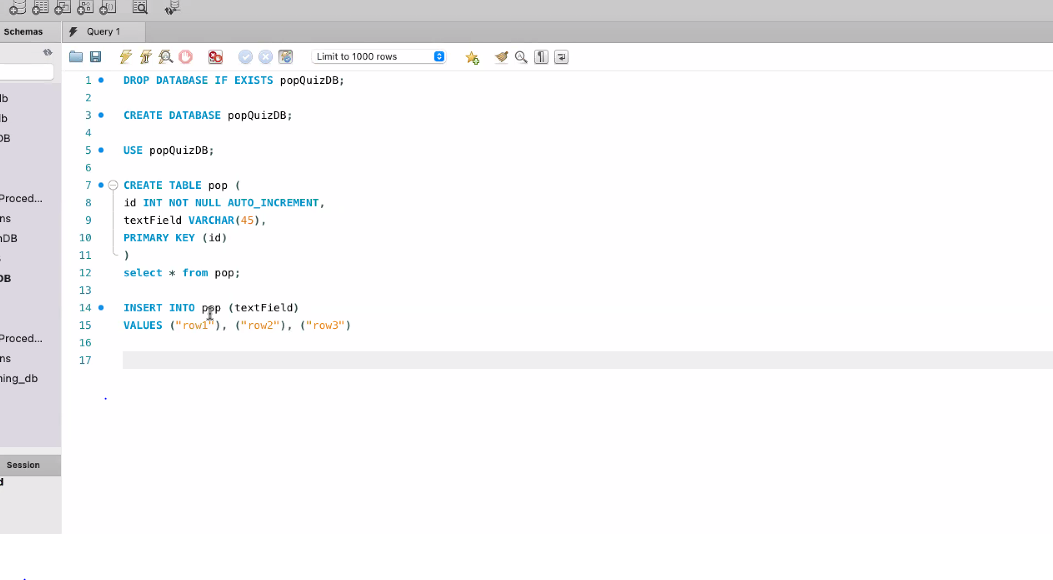 Schemas
Query 1
Limit to 1000 rows
lb
lb
DB
Proced...
ns
nDB
DB
Proced...
ns
ning_db
Session
d
1 DROP DATABASE IF EXISTS popQuizDB;
2
3 CREATE DATABASE popQuizDB;
4
5 USE popQuizDB;
6
7 CREATE TABLE pop (
8 id INT NOT NULL AUTO_INCREMENT,
9 textField VARCHAR(45),
10 PRIMARY KEY (id)
11 )
12 select * from pop;
13
14 INSERT INTO pop (textField)
15 VALUES ("row1"), ("row2"), ("row3")
16
17